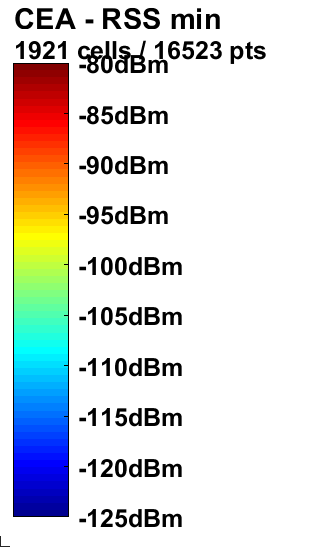 CEA - RSS min
1921 cells / 16523 pts
-80dBm
-85dBm
-90dBm
-95dBm
-100dBm
-105dBm
-110dBm
-115dBm
-120dBm
-125dBm